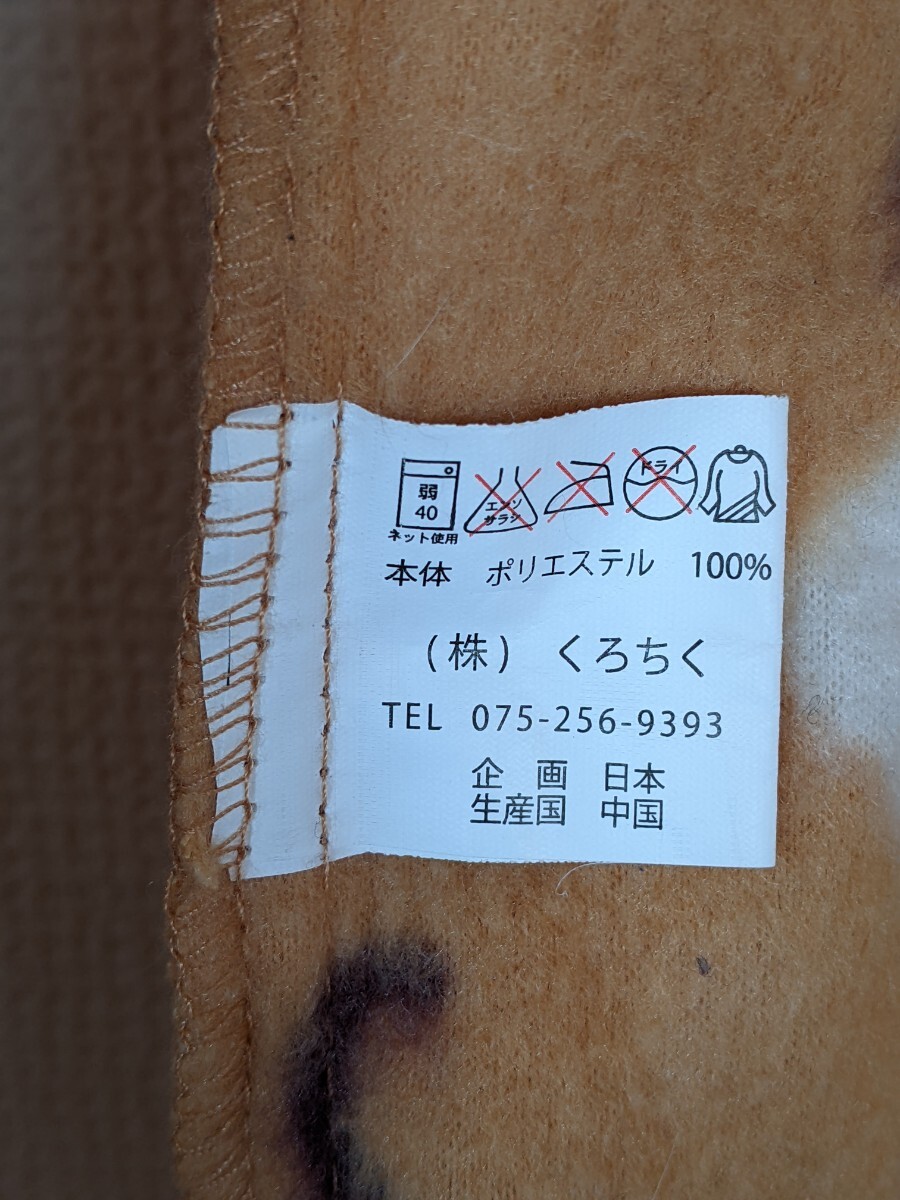 弱
40
ネット使用
エンソ
サラシ
ドライ
本体 ポリエステル 100%
(株) くろちく
TEL 075-256-9393
企 画 日本
生産国 中国